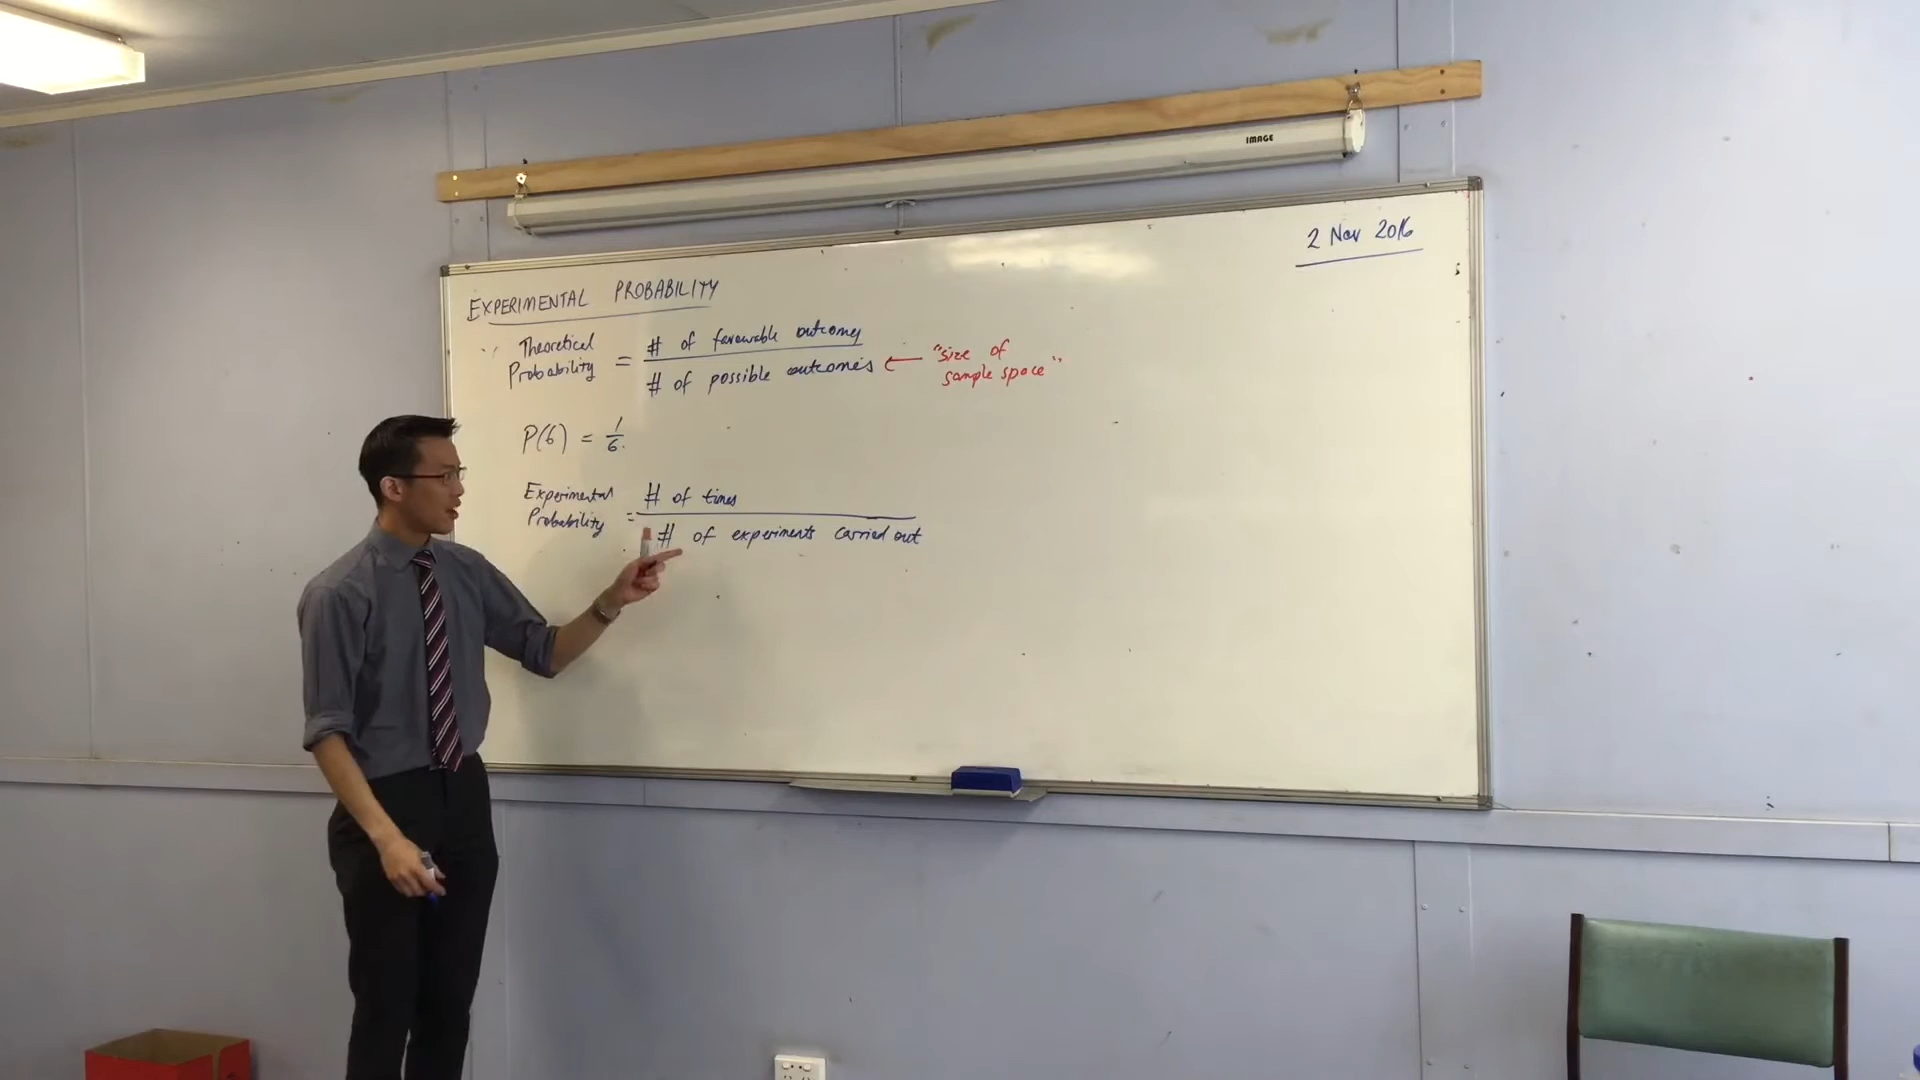 IMAGE
2 Nov 2016
EXPERIMENTAL PROBABILITY
Theoretical
Probability = # of favourable outcomes
# of possible outcomes ← "size of
sample space"
P(6) = 1
6.
Experimental
Probability = # of times
# of experiments carried out